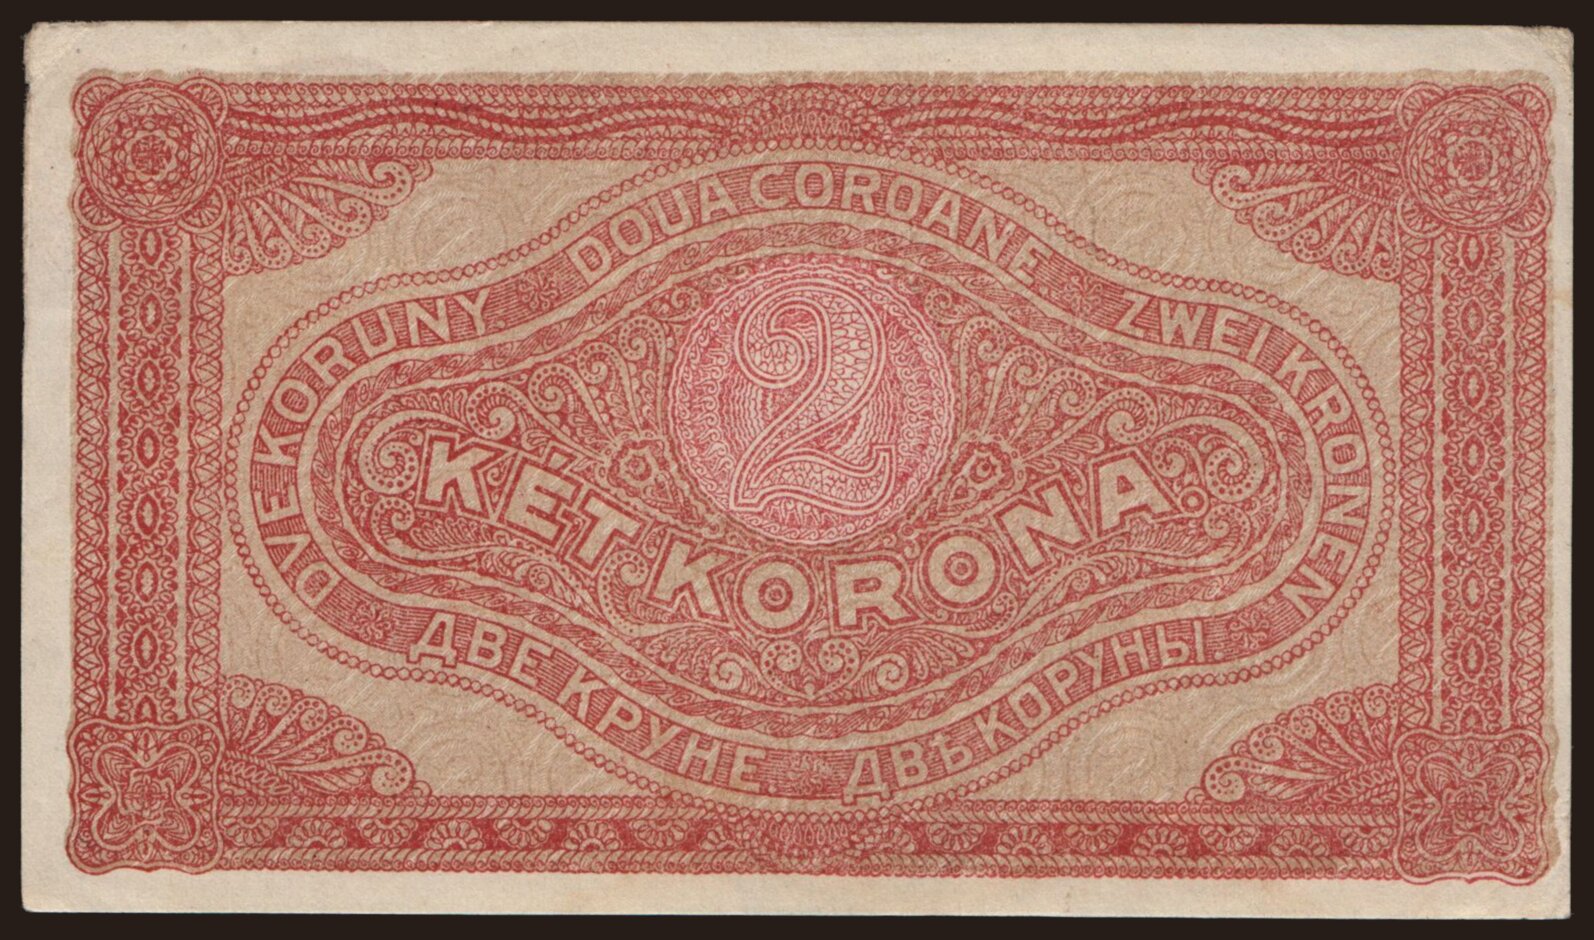 DVE KORUNY.
DOUA COROANE
ZWEI KRONEN
2
KÉT KORONA.
ДВЕ КРУНЕ.
ДВѢ КОРУНЫ.